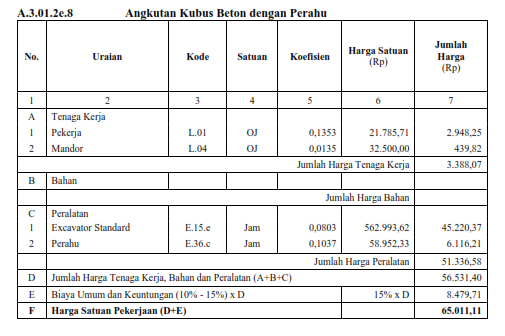 A.3.01.2e.8 Angkutan Kubus Beton dengan Perahu
No. Uraian Kode Satuan Koefisien Harga Satuan (Rp) Jumlah Harga (Rp)
1 2 3 4 5 6 7
A Tenaga Kerja
1 Pekerja L.01 OJ 0,1353 21.785,71 2.948,25
2 Mandor L.04 OJ 0,0135 32.500,00 439,82
Jumlah Harga Tenaga Kerja 3.388,07
B Bahan
Jumlah Harga Bahan
C Peralatan
1 Excavator Standard E.15.e Jam 0,0803 562.993,62 45.220,37
2 Perahu E.36.c Jam 0,1037 58.952,33 6.116,21
Jumlah Harga Peralatan 51.336,58
D Jumlah Harga Tenaga Kerja, Bahan dan Peralatan (A+B+C) 56.531,40
E Biaya Umum dan Keuntungan (10% - 15%) x D 15% x D 8.479,71
F Harga Satuan Pekerjaan (D+E) 65.011,11